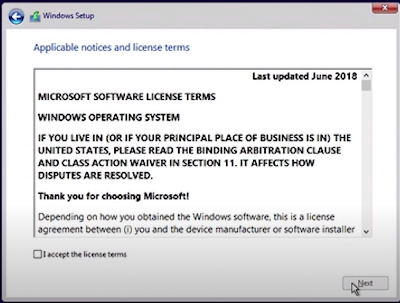 Windows Setup
Applicable notices and license terms
Last updated June 2018
MICROSOFT SOFTWARE LICENSE TERMS
WINDOWS OPERATING SYSTEM
IF YOU LIVE IN (OR IF YOUR PRINCIPAL PLACE OF BUSINESS IS IN) THE
UNITED STATES, PLEASE READ THE BINDING ARBITRATION CLAUSE
AND CLASS ACTION WAIVER IN SECTION 11. IT AFFECTS HOW
DISPUTES ARE RESOLVED.
Thank you for choosing Microsoft!
Depending on how you obtained the Windows software, this is a license
agreement between (i) you and the device manufacturer or software installer
I accept the license terms
Next